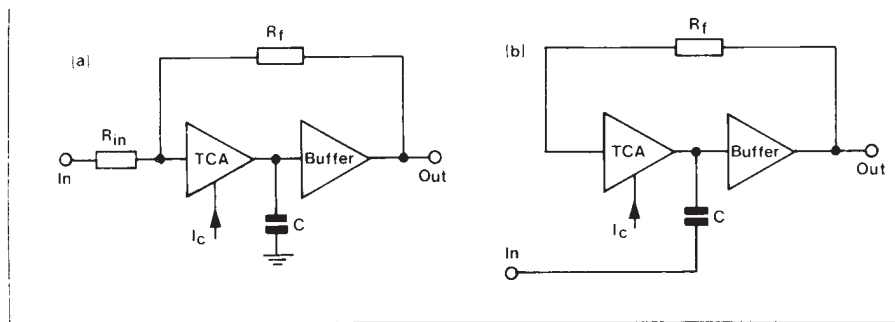 (a)
Rf
Rin
In
TCA
Buffer
Out
Ic
C
(b)
Rf
TCA
Buffer
Out
Ic
C
In